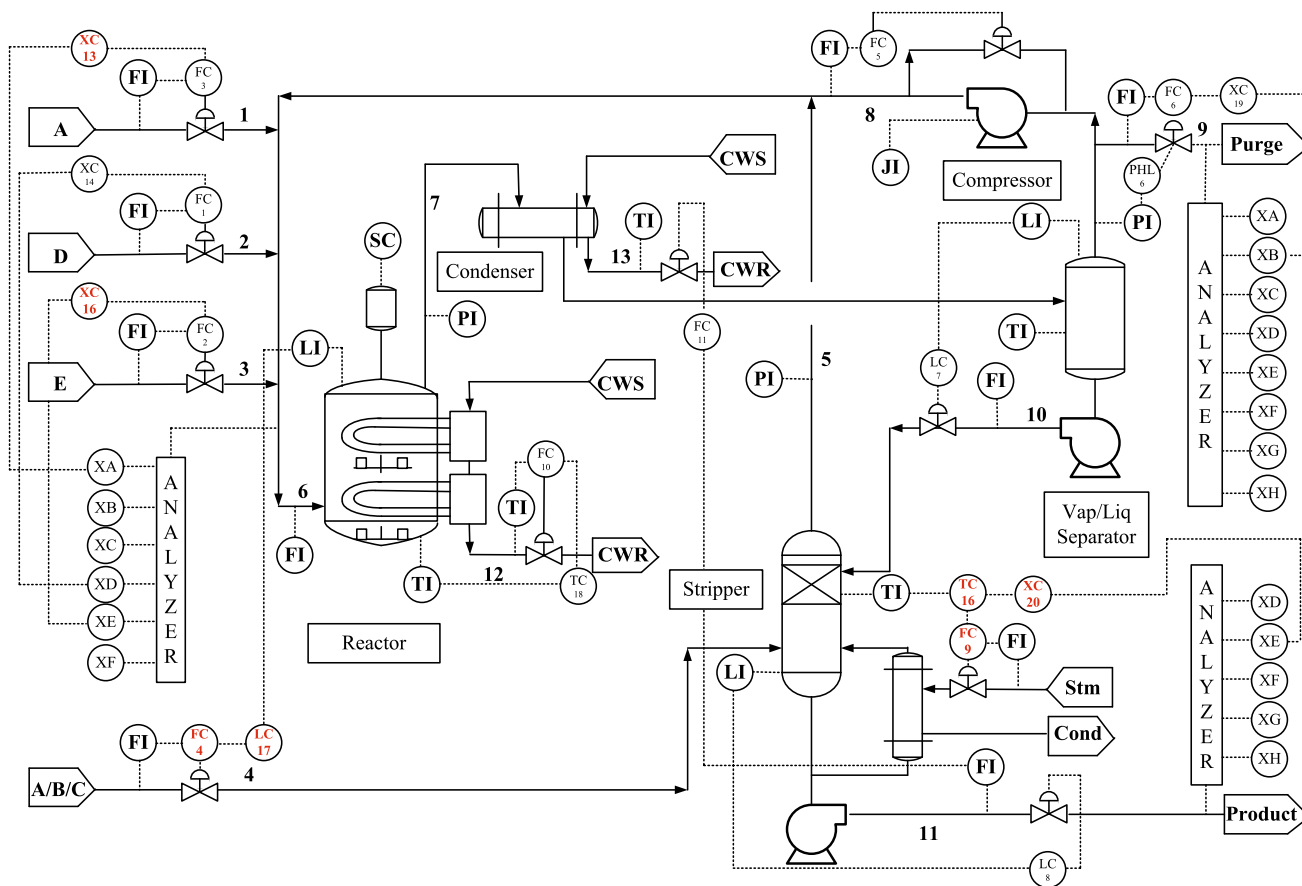 XC
13
FI
FC
3
A
1
XC
14
FI
FC
1
D
2
XC
16
FI
FC
2
E
3
FI
FC
5
8
JI
Compressor
FI
FC
6
XC
19
9
Purge
PHL
6
PI
LI
7
CWS
TI
13
CWR
Condenser
SC
PI
LI
FC
11
5
PI
TI
LC
7
FI
10
Vap/Liq
Separator
ANALYZER
XA
XB
XC
XD
XE
XF
XG
XH
CWS
FC
10
TI
6
FI
12
CWR
TI
TC
18
Reactor
XA
XB
XC
XD
XE
XF
ANALYZER
Stripper
TI
TC
16
XC
20
FC
9
FI
LI
Stm
Cond
ANALYZER
XD
XE
XF
XG
XH
FI
FC
4
LC
17
A/B/C
4
FI
11
Product
LC
8